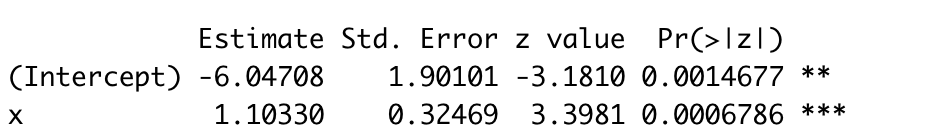 Estimate Std. Error z value Pr(>|z|)
(Intercept) -6.04708 1.90101 -3.1810 0.0014677 **
x 1.10330 0.32469 3.3981 0.0006786 ***